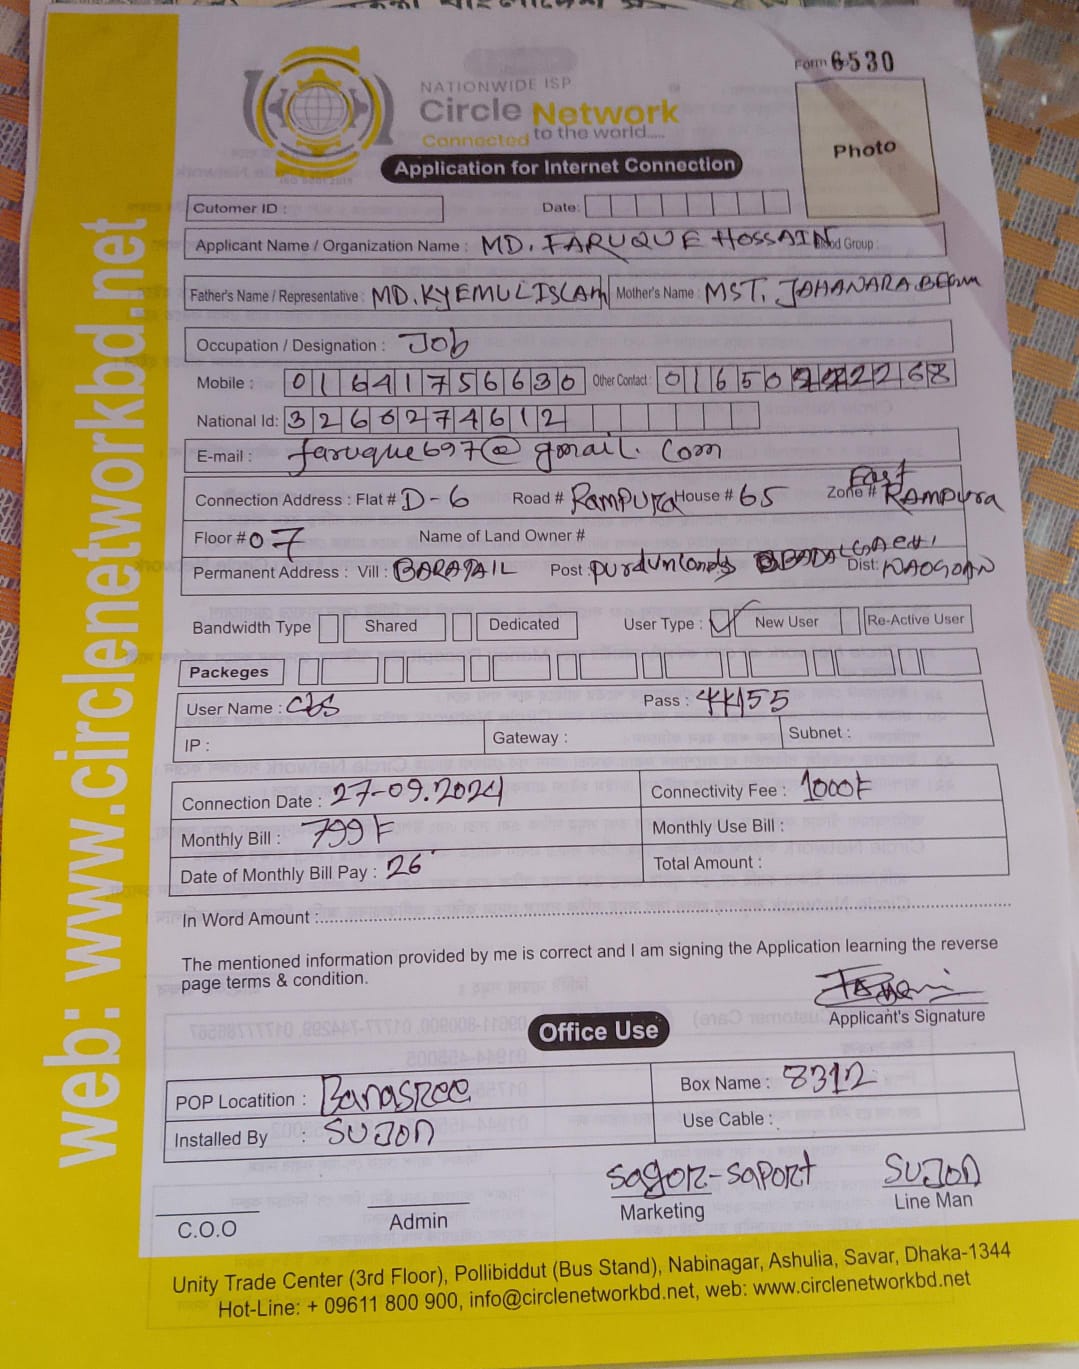 Form 6530
NATIONWIDE ISP
Circle Network
Connected to the world.....
Application for Internet Connection
Photo
Cutomer ID : Date:
Applicant Name / Organization Name : MD. FARUQUE HOSSAIN Blood Group :
Father's Name / Representative : MD. KYEMUL ISLAM Mother's Name : MST. JAHANARA BEGUM
Occupation / Designation : Job
Mobile : 01641756630 Other Contact : 01650 2268
National Id: 3266274612
E-mail : faruque697@gmail.com
Connection Address : Flat # D-6 Road # Rampura House # 65 Zone # East Rampura
Floor # 07 Name of Land Owner #
Permanent Address : Vill : BARATAIL Post : BADALGACHI Dist: NAOGOAN
Bandwidth Type Shared Dedicated User Type : ✓ New User Re-Active User
Packeges
User Name : Pass : 44155
IP : Gateway : Subnet :
Connection Date : 27-09.2024 Connectivity Fee : 1000৳
Monthly Bill : 799৳ Monthly Use Bill :
Date of Monthly Bill Pay : 26 Total Amount :
In Word Amount :
The mentioned information provided by me is correct and I am signing the Application learning the reverse
page terms & condition.
Applicant's Signature
Office Use
POP Locatition : Banasree Box Name : 8312
Installed By : SUJON Use Cable :
Sagor-Saport SUJON
C.O.O Admin Marketing Line Man
Unity Trade Center (3rd Floor), Pollibiddut (Bus Stand), Nabinagar, Ashulia, Savar, Dhaka-1344
Hot-Line: + 09611 800 900, info@circlenetworkbd.net, web: www.circlenetworkbd.net
web: www.circlenetworkbd.net